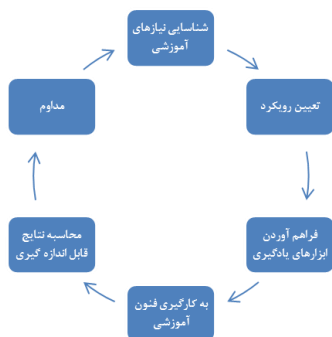 شناسایی نیازهای
آموزشی
تعیین رویکرد
فراهم آوردن
ابزارهای یادگیری
به کارگیری فنون
آموزشی
محاسبه نتایج
قابل اندازه گیری
مداوم